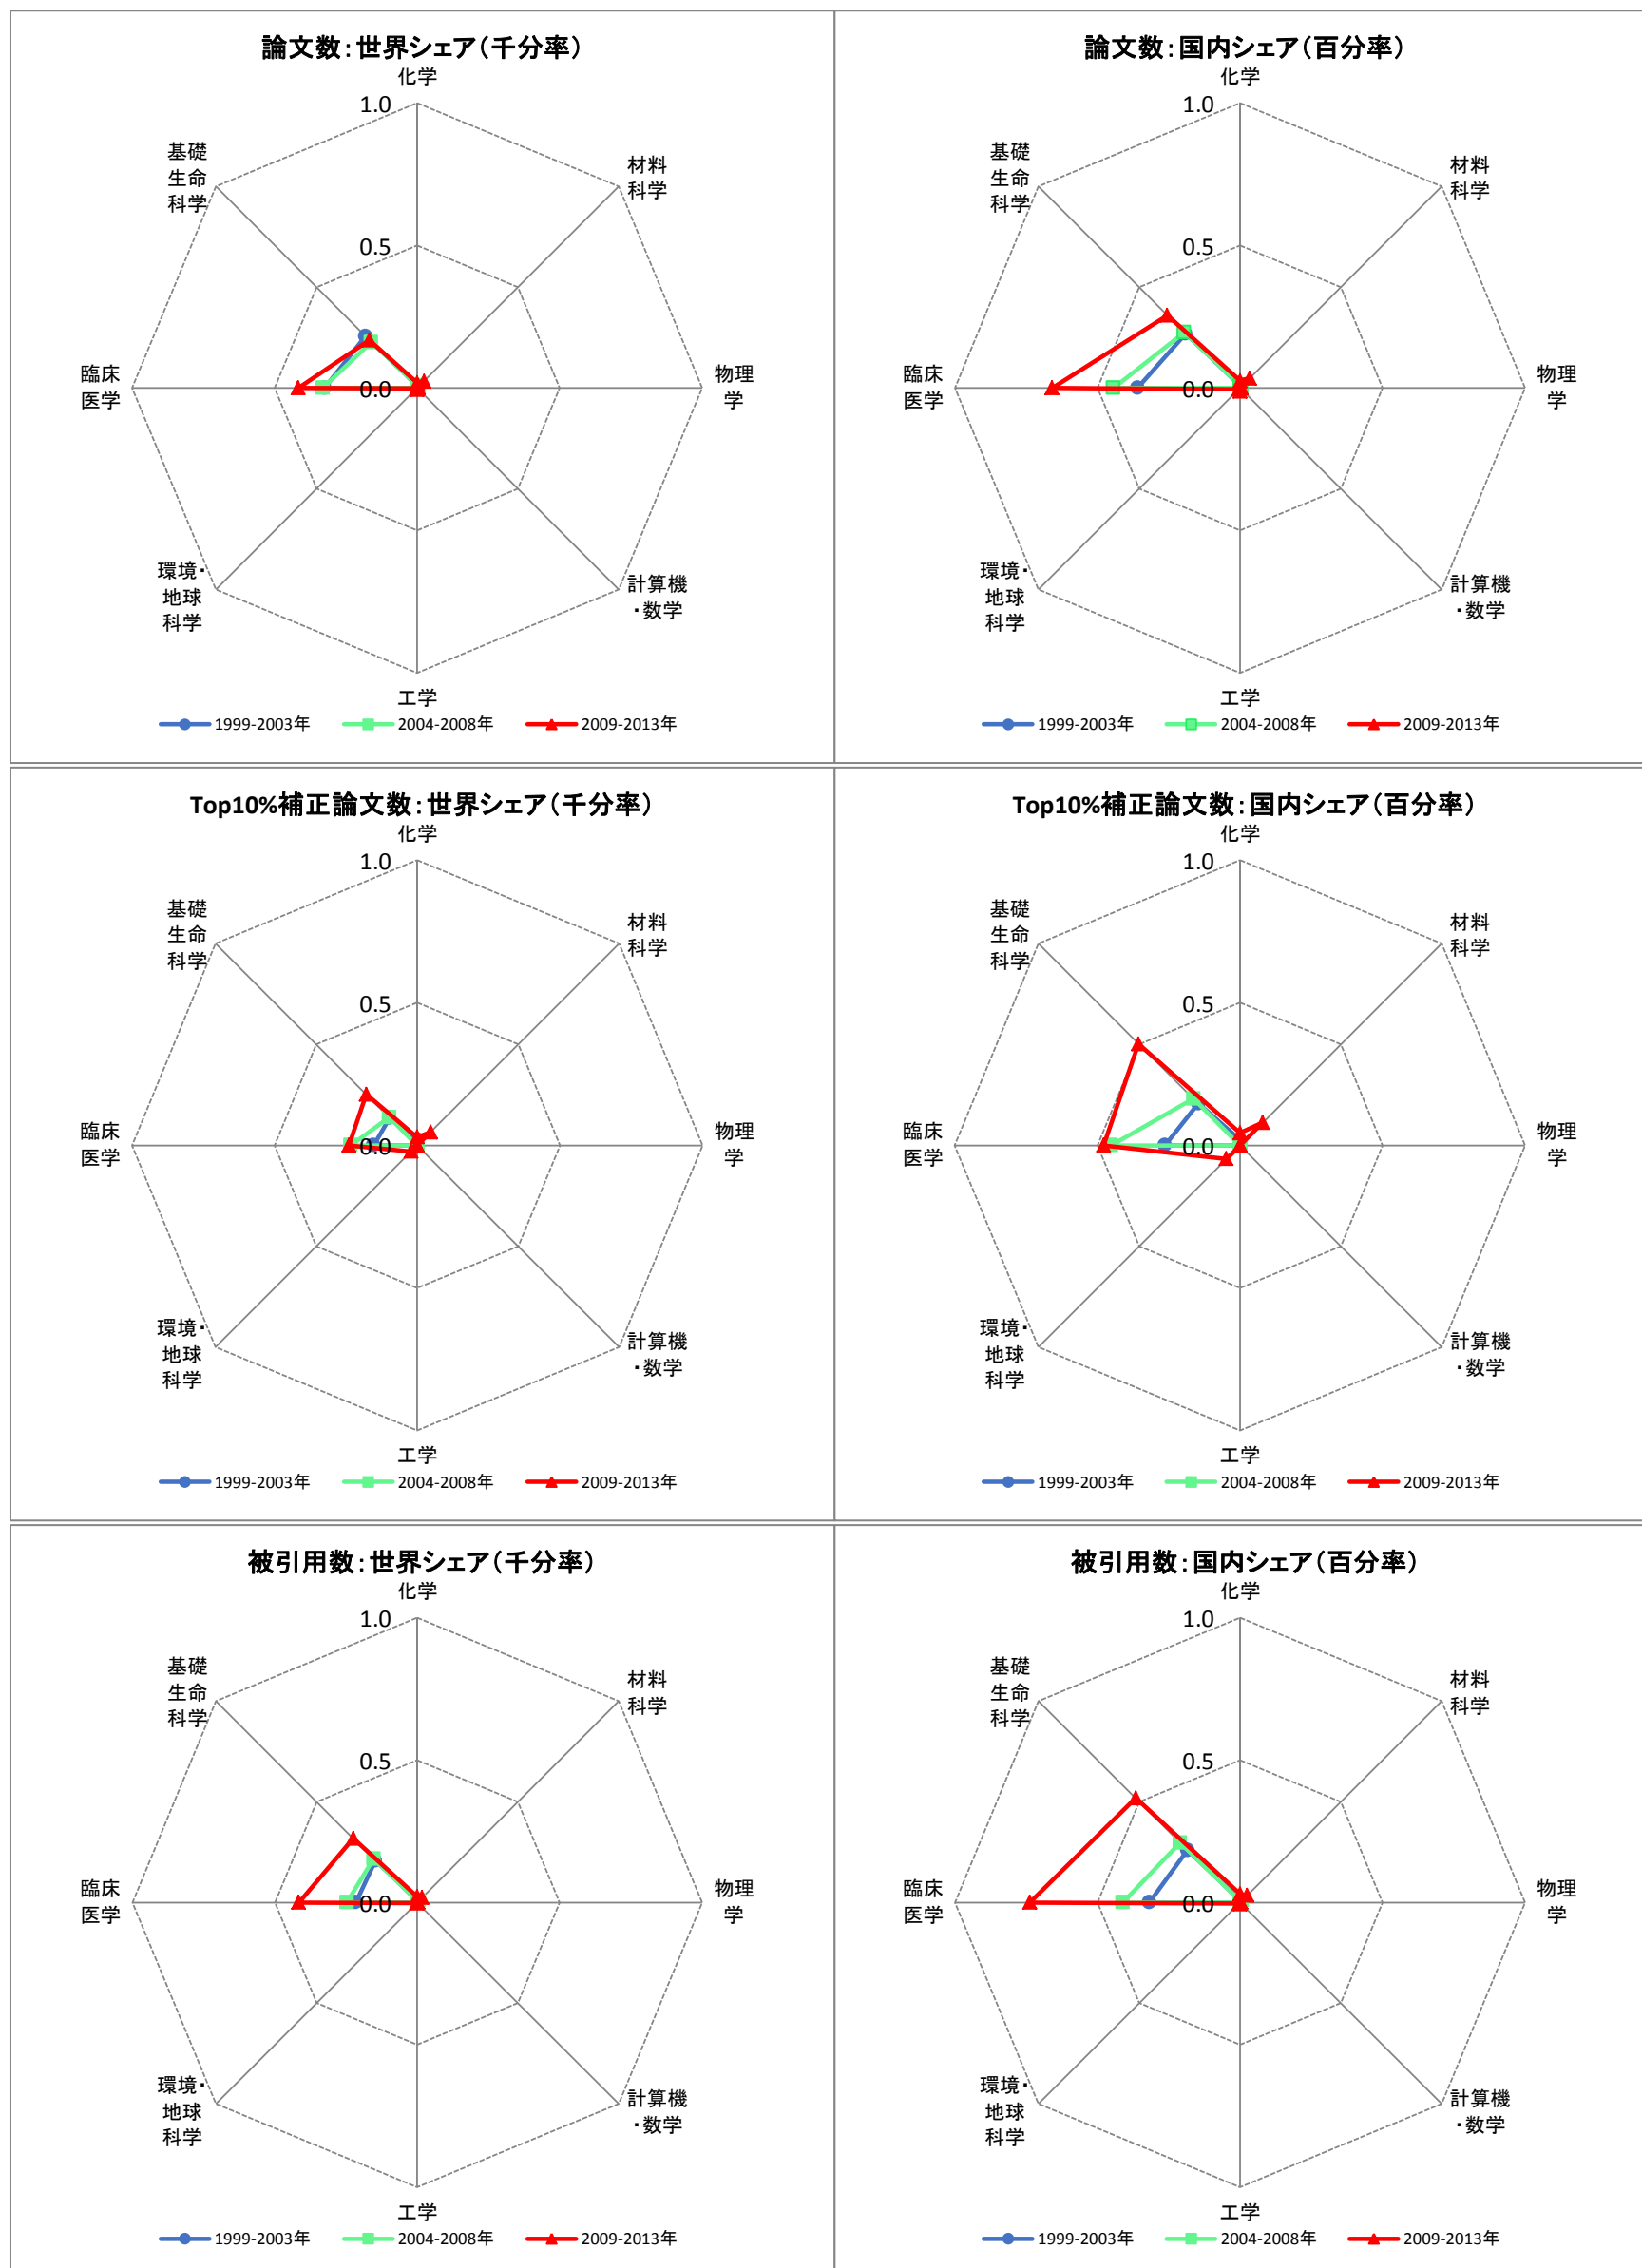 論文数：世界シェア（千分率）
化学
1.0
基礎
生命
科学
材料
科学
0.5
臨床
医学
0.0
物理
学
環境・
地球
科学
計算機
・数学
工学
1999-2003年 2004-2008年 2009-2013年
論文数：国内シェア（百分率）
化学
1.0
基礎
生命
科学
材料
科学
0.5
臨床
医学
0.0
物理
学
環境・
地球
科学
計算機
・数学
工学
1999-2003年 2004-2008年 2009-2013年
Top10%補正論文数：世界シェア（千分率）
化学
1.0
基礎
生命
科学
材料
科学
0.5
臨床
医学
0.0
物理
学
環境・
地球
科学
計算機
・数学
工学
1999-2003年 2004-2008年 2009-2013年
Top10%補正論文数：国内シェア（百分率）
化学
1.0
基礎
生命
科学
材料
科学
0.5
臨床
医学
0.0
物理
学
環境・
地球
科学
計算機
・数学
工学
1999-2003年 2004-2008年 2009-2013年
被引用数：世界シェア（千分率）
化学
1.0
基礎
生命
科学
材料
科学
0.5
臨床
医学
0.0
物理
学
環境・
地球
科学
計算機
・数学
工学
1999-2003年 2004-2008年 2009-2013年
被引用数：国内シェア（百分率）
化学
1.0
基礎
生命
科学
材料
科学
0.5
臨床
医学
0.0
物理
学
環境・
地球
科学
計算機
・数学
工学
1999-2003年 2004-2008年 2009-2013年